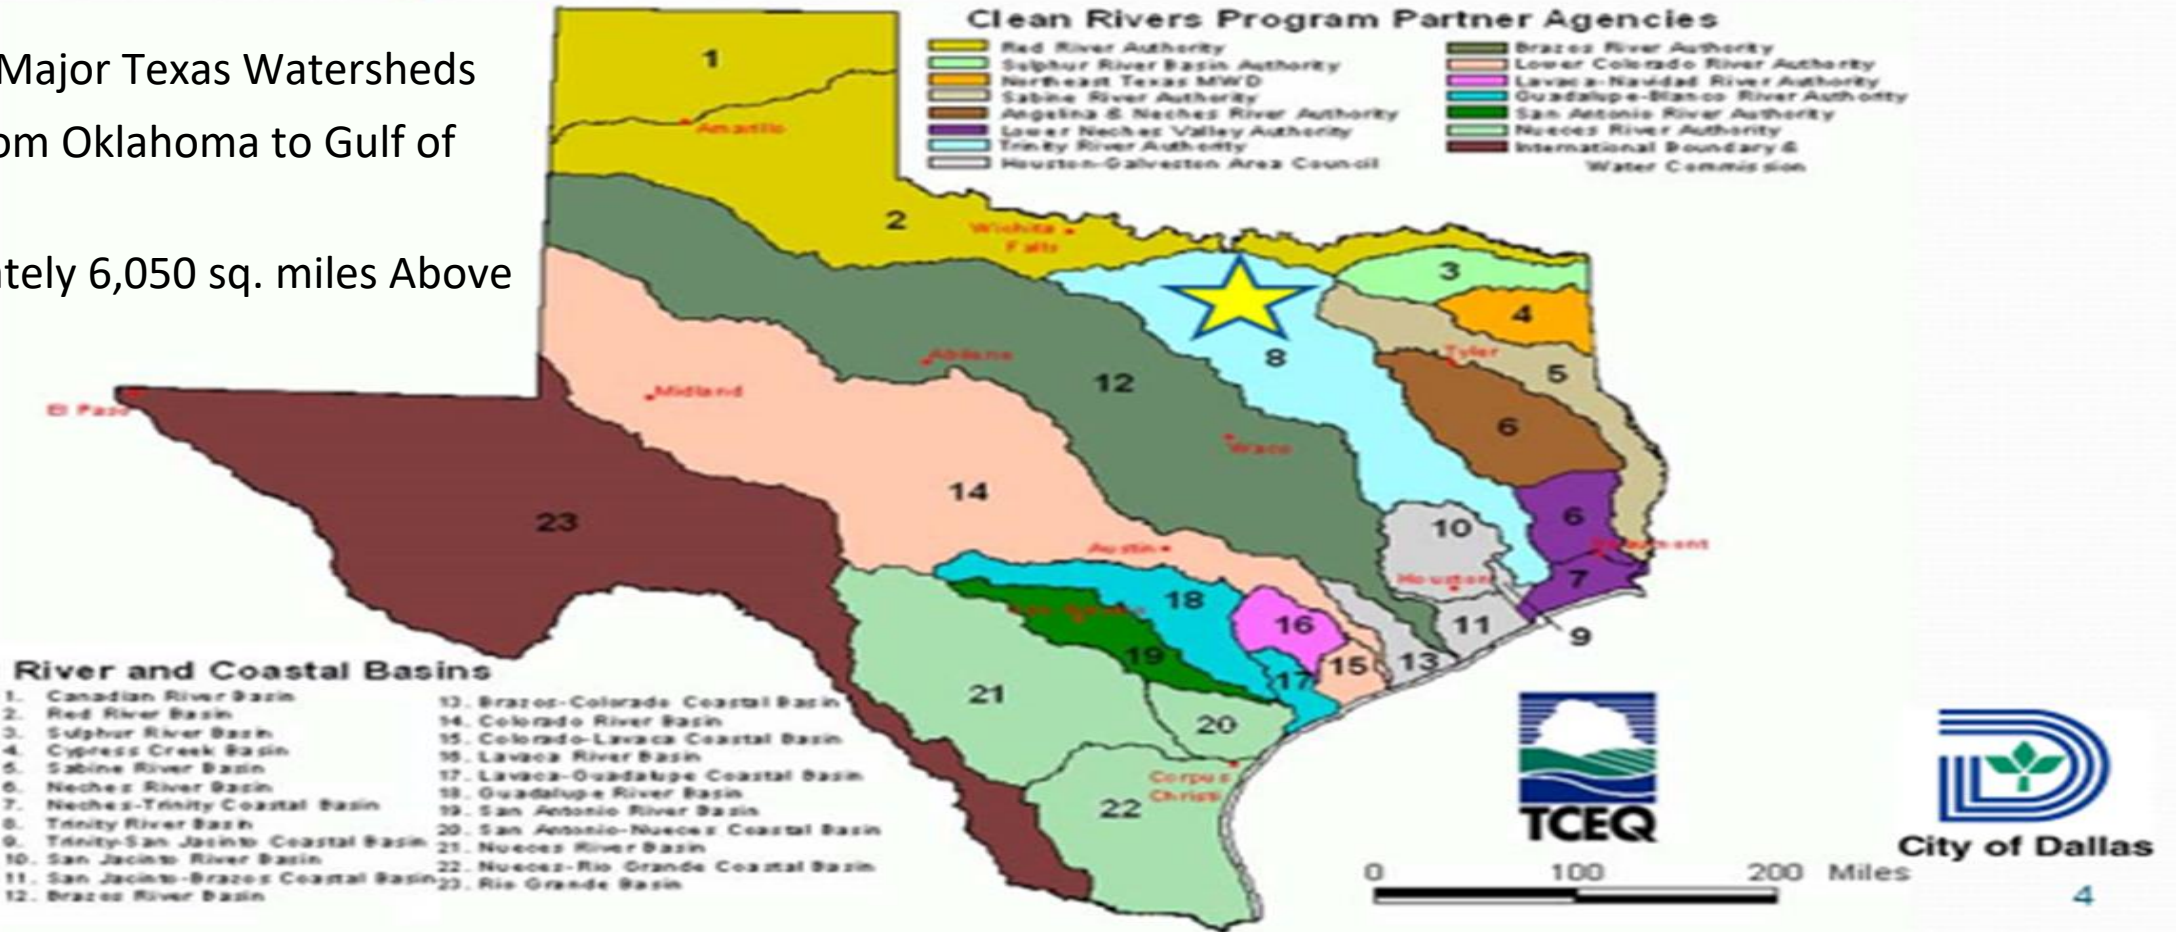 Major Texas Watersheds
om Oklahoma to Gulf of
tely 6,050 sq. miles Above
Clean Rivers Program Partner Agencies
Red River Authority
Sulphur River Basin Authority
Northeast Texas MWD
Sabine River Authority
Angelina & Neches River Authority
Lower Neches Valley Authority
Trinity River Authority
Houston-Galveston Area Council
Brazos River Authority
Lower Colorado River Authority
Lavaca-Navidad River Authority
Guadalupe-Blanco River Authority
San Antonio River Authority
Nueces River Authority
International Boundary &
Water Commission
1
Amarillo
2
Wichita
Falls
3
4
8
Tyler
5
Abilene
12
Midland
El Paso
6
Waco
14
23
10
6
Austin
Beaumont
Houston
7
18
San Antonio
16
11
9
19
15
13
17
21
20
Corpus
Christi
22
River and Coastal Basins
1. Canadian River Basin
2. Red River Basin
3. Sulphur River Basin
4. Cypress Creek Basin
5. Sabine River Basin
6. Neches River Basin
7. Neches-Trinity Coastal Basin
8. Trinity River Basin
9. Trinity-San Jacinto Coastal Basin
10. San Jacinto River Basin
11. San Jacinto-Brazos Coastal Basin
12. Brazos River Basin
13. Brazos-Colorado Coastal Basin
14. Colorado River Basin
15. Colorado-Lavaca Coastal Basin
16. Lavaca River Basin
17. Lavaca-Guadalupe Coastal Basin
18. Guadalupe River Basin
19. San Antonio River Basin
20. San Antonio-Nueces Coastal Basin
21. Nueces River Basin
22. Nueces-Rio Grande Coastal Basin
23. Rio Grande Basin
TCEQ
City of Dallas
0 100 200 Miles
4